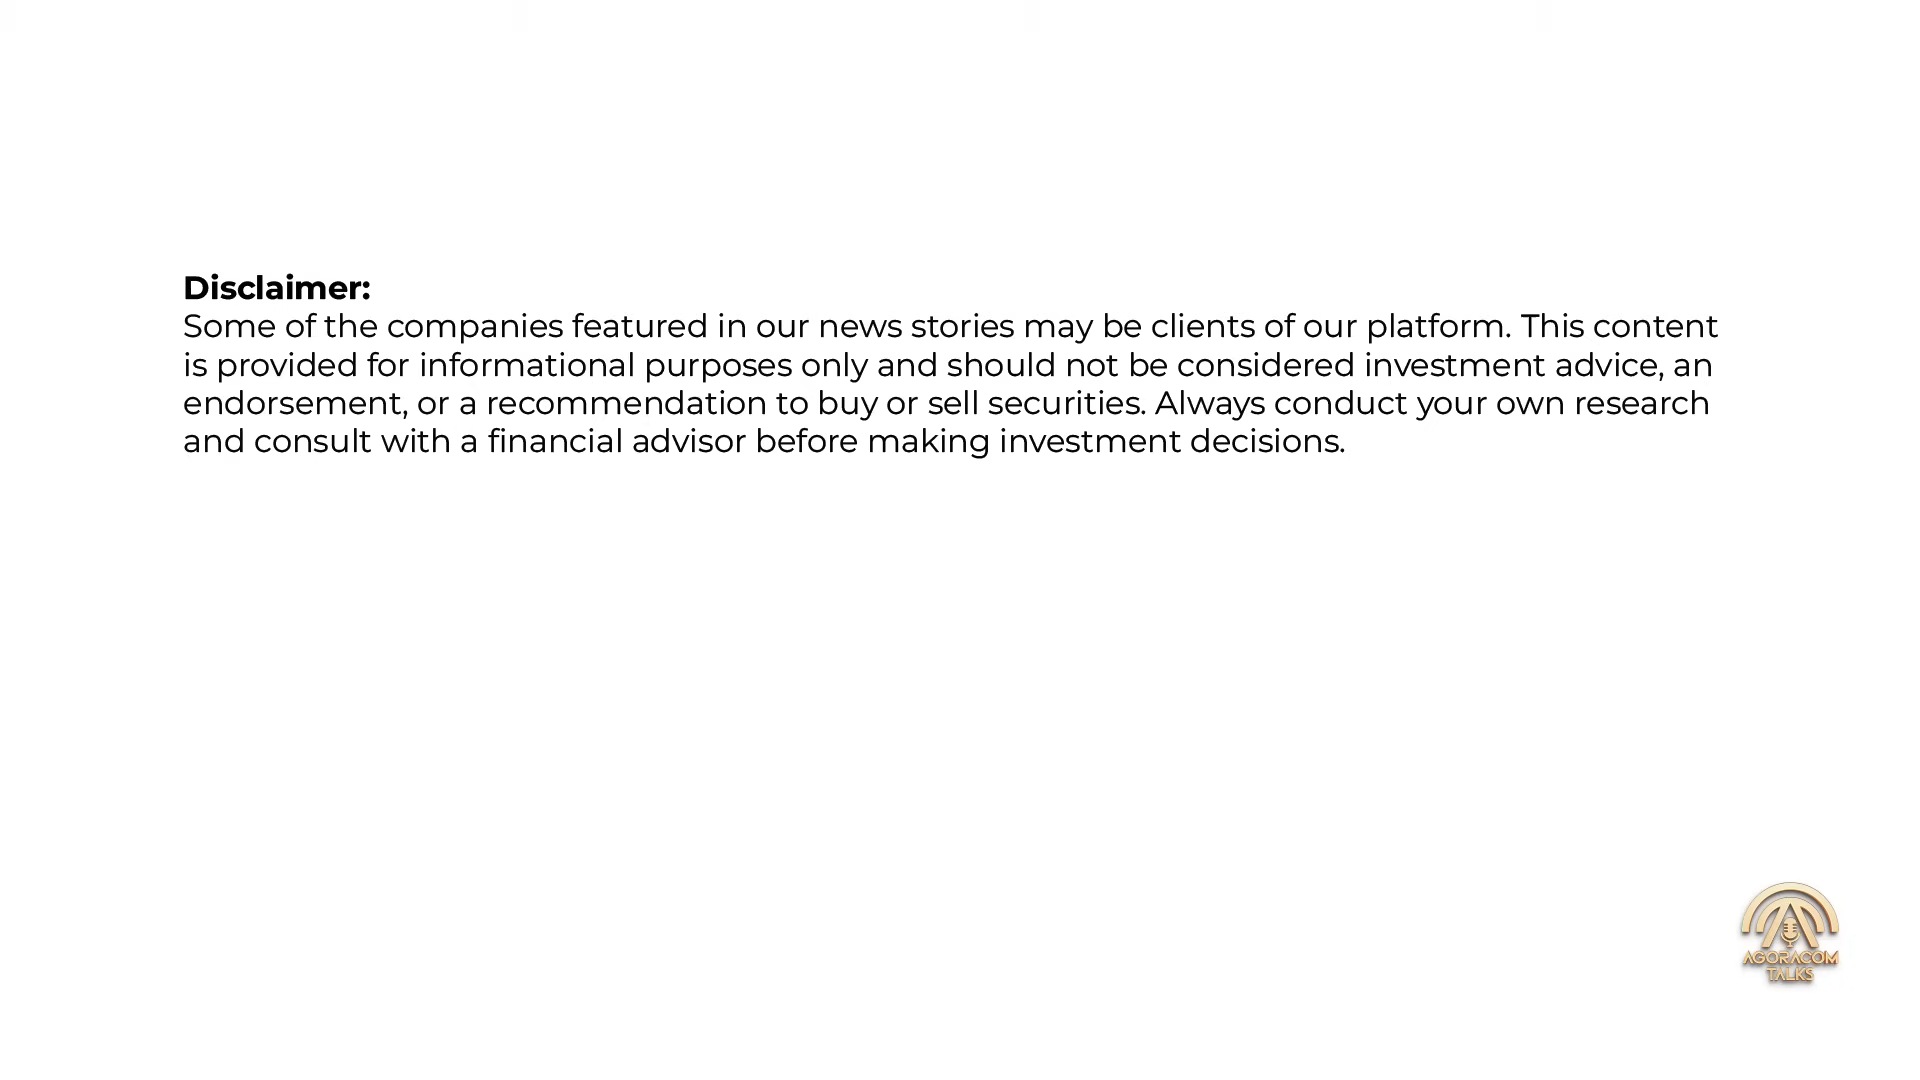 Disclaimer:
Some of the companies featured in our news stories may be clients of our platform. This content
is provided for informational purposes only and should not be considered investment advice, an
endorsement, or a recommendation to buy or sell securities. Always conduct your own research
and consult with a financial advisor before making investment decisions.
AGORACOM
TALKS